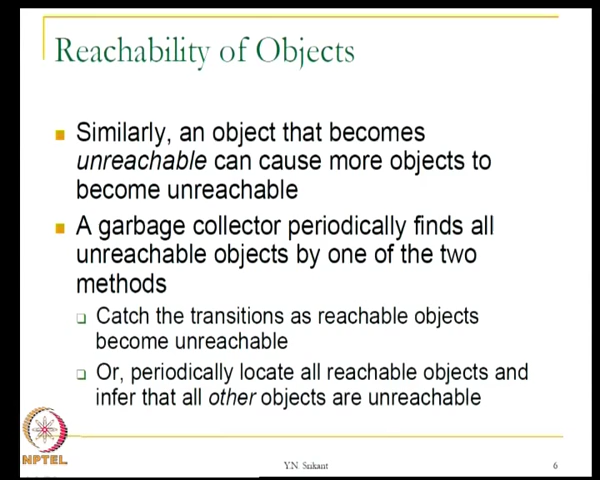 Reachability of Objects
Similarly, an object that becomes
unreachable can cause more objects to
become unreachable
A garbage collector periodically finds all
unreachable objects by one of the two
methods
Catch the transitions as reachable objects
become unreachable
Or, periodically locate all reachable objects and
infer that all other objects are unreachable
NPTEL
Y.N. Srikant
6